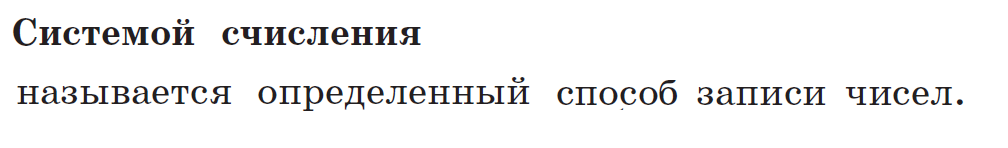 Системой счисления
называется определенный способ записи чисел.